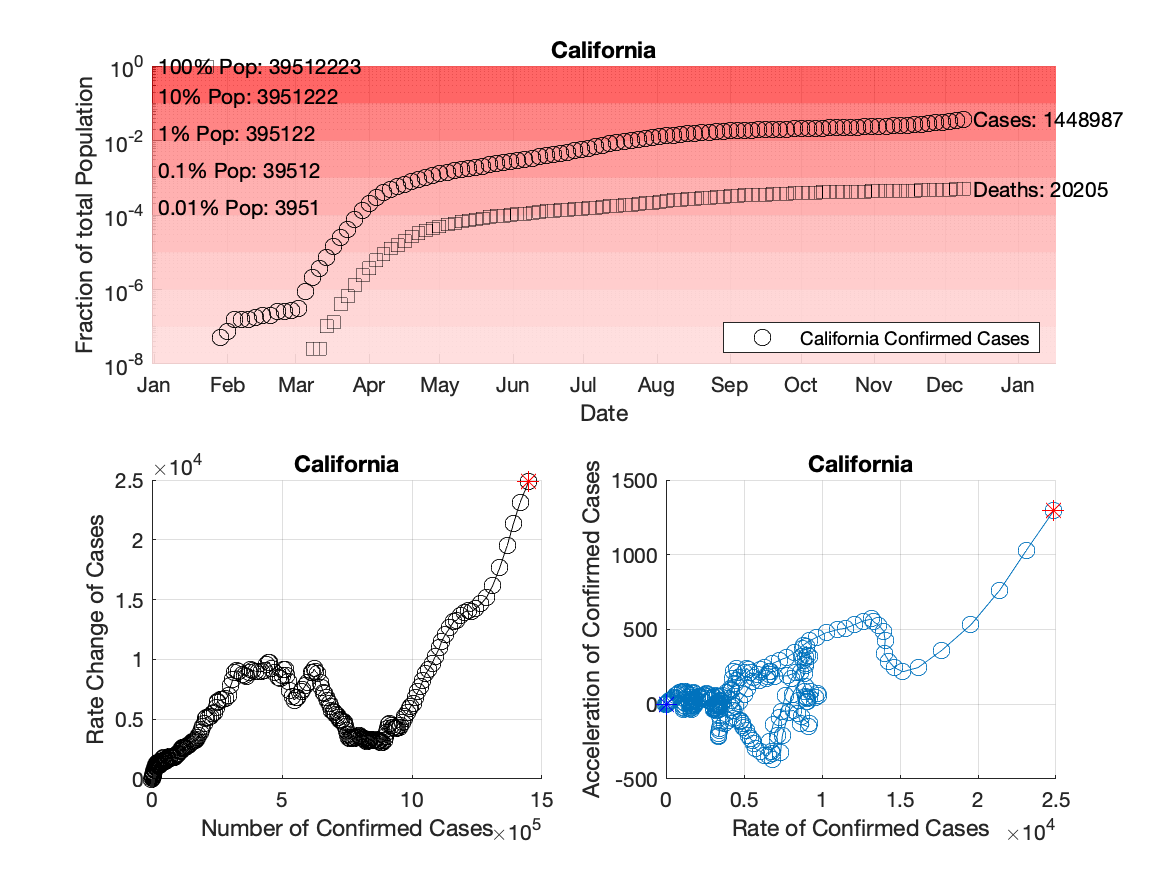 California
10^0
10^-2
10^-4
10^-6
10^-8
Fraction of total Population
100% Pop: 39512223
10% Pop: 3951222
1% Pop: 395122
0.1% Pop: 39512
0.01% Pop: 3951
Cases: 1448987
Deaths: 20205
California Confirmed Cases
Jan Feb Mar Apr May Jun Jul Aug Sep Oct Nov Dec Jan
Date
California
×10^4
2.5
2
1.5
1
0.5
0
Rate Change of Cases
0 5 10 15
Number of Confirmed Cases
×10^5
California
1500
1000
500
0
-500
Acceleration of Confirmed Cases
0 0.5 1 1.5 2 2.5
Rate of Confirmed Cases
×10^4